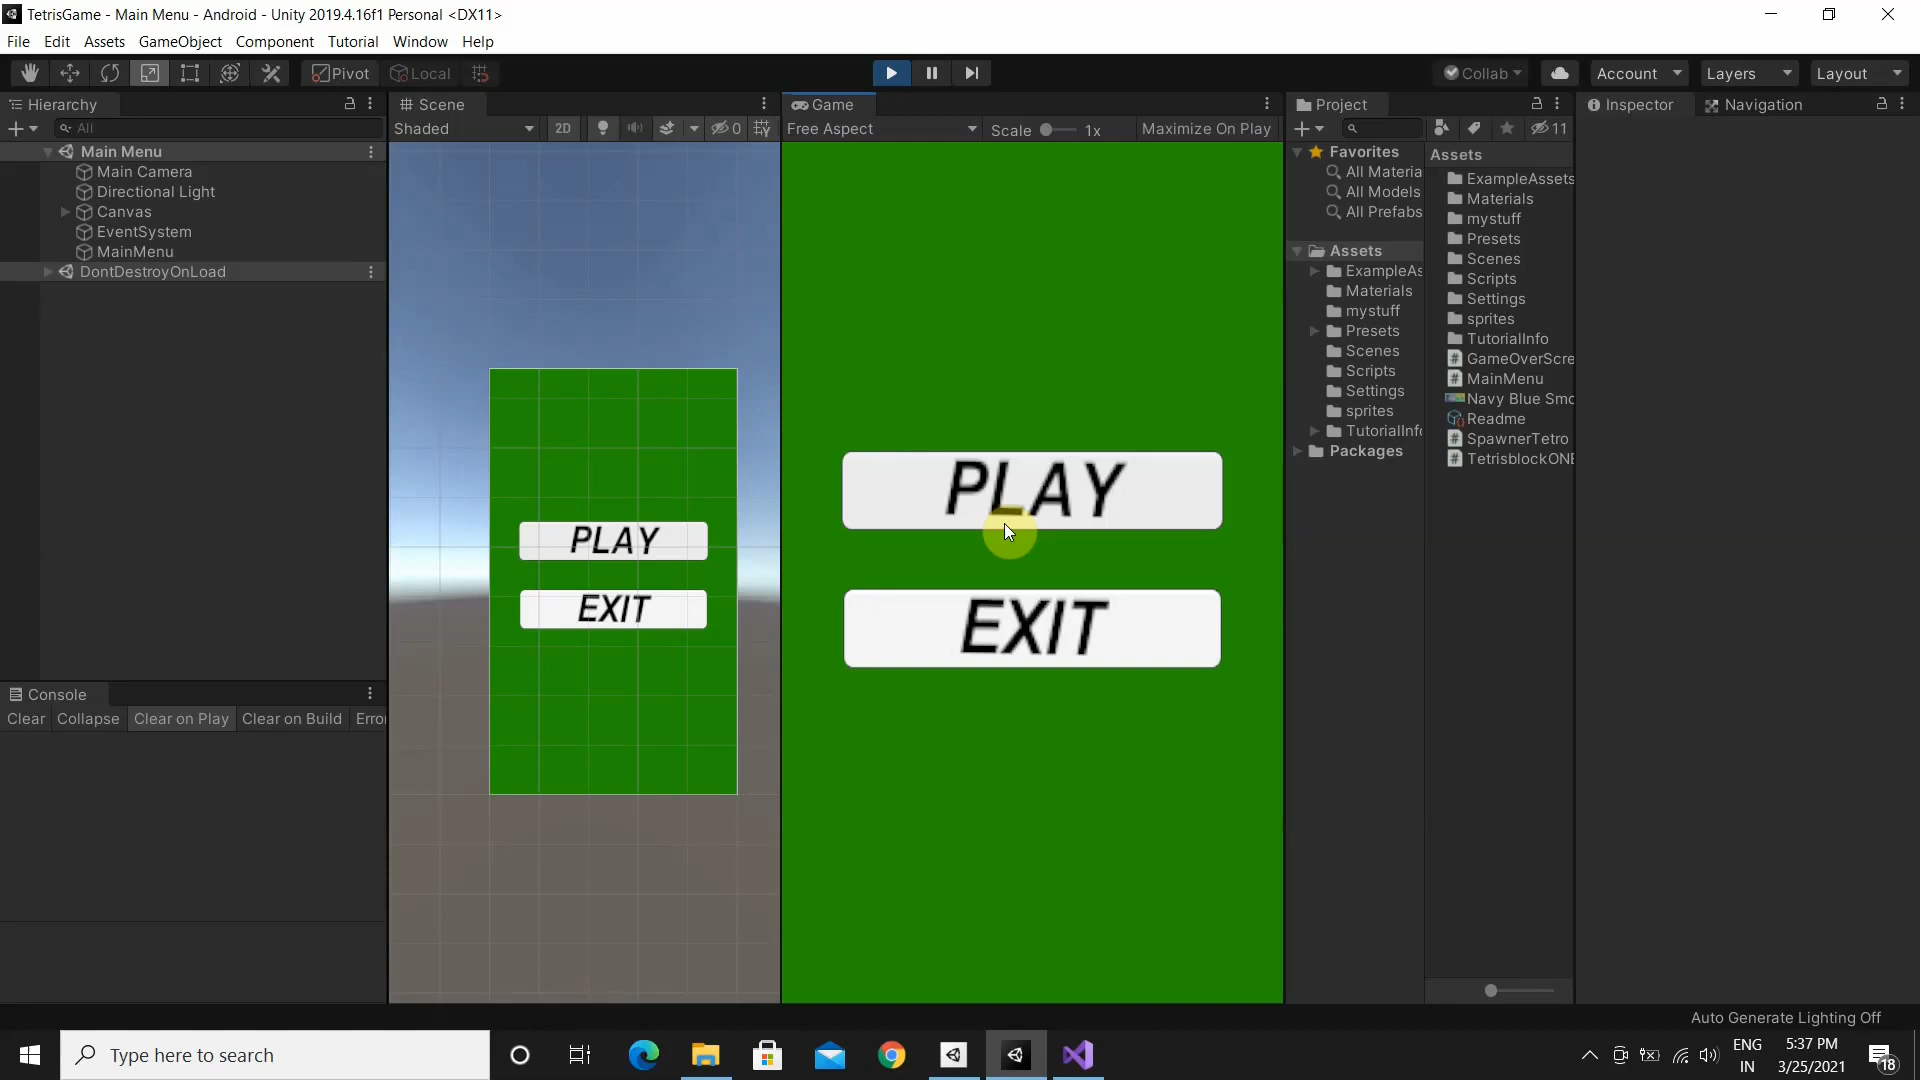 TetrisGame - Main Menu - Android - Unity 2019.4.16f1 Personal <DX11>
File Edit Assets GameObject Component Tutorial Window Help
Pivot Local Collab Account Layers Layout
Hierarchy
All
Main Menu
Main Camera
Directional Light
Canvas
EventSystem
MainMenu
DontDestroyOnLoad
Console
Clear Collapse Clear on Play Clear on Build Erro
Scene
Shaded 2D 0
PLAY
EXIT
Game
Free Aspect Scale 1x Maximize On Play
PLAY
EXIT
Project
11
Favorites
All Materia
All Models
All Prefabs
Assets
ExampleAs
Materials
mystuff
Presets
Scenes
Scripts
Settings
sprites
TutorialInfo
Packages
Assets
ExampleAssets
Materials
mystuff
Presets
Scenes
Scripts
Settings
sprites
TutorialInfo
GameOverScre
MainMenu
Navy Blue Smo
Readme
SpawnerTetro
TetrisblockONE
Inspector Navigation
Auto Generate Lighting Off
Type here to search
ENG
IN
5:37 PM
3/25/2021
18